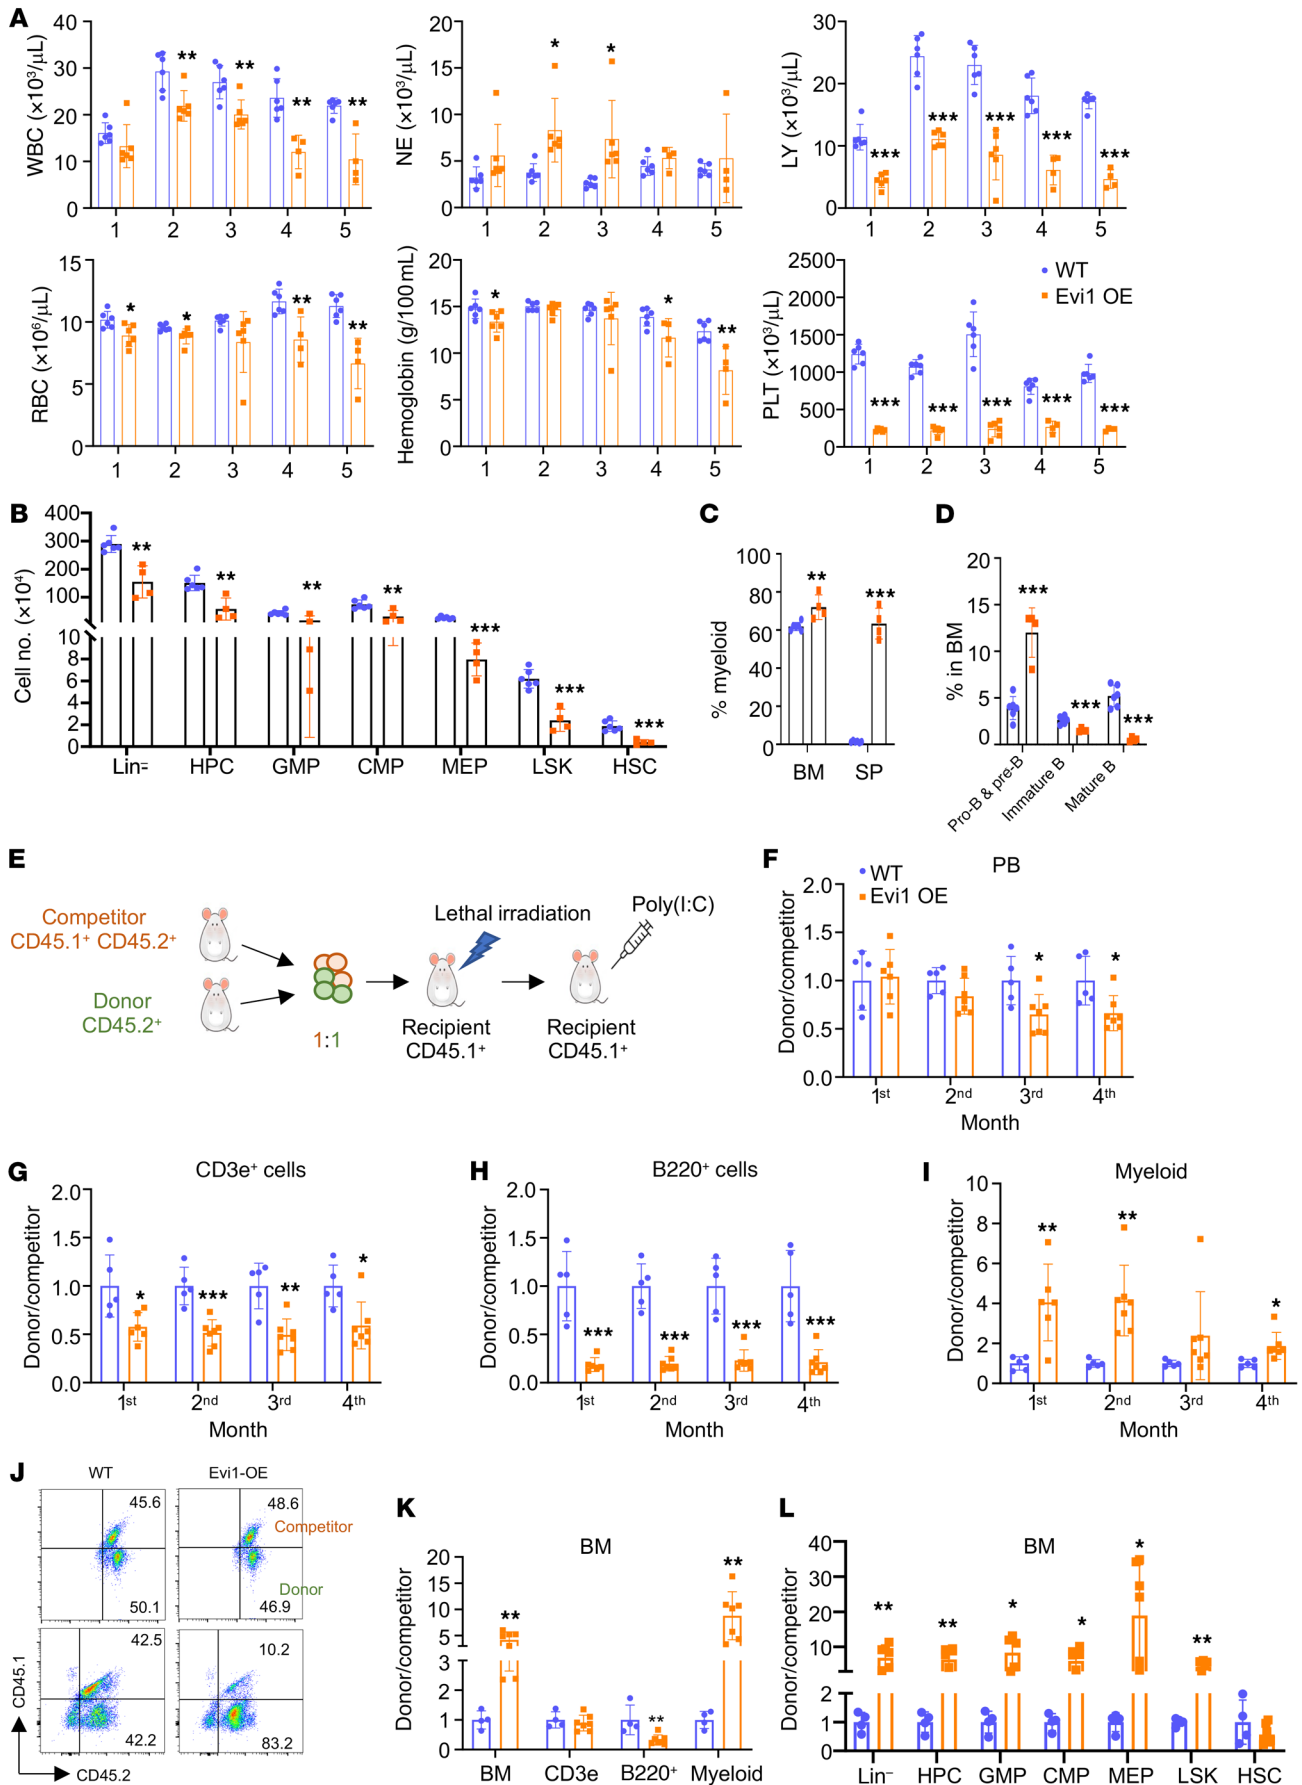 A
WBC (×10³/µL)
40
30
20
10
0
** ** ** **
1 2 3 4 5
NE (×10³/µL)
20
15
10
5
0
* *
1 2 3 4 5
LY (×10³/µL)
30
20
10
0
*** *** *** *** ***
1 2 3 4 5
RBC (×10⁶/µL)
15
10
5
0
* * ** **
1 2 3 4 5
Hemoglobin (g/100 mL)
20
15
10
5
0
* * **
1 2 3 4 5
PLT (×10³/µL)
2500
2000
1500
1000
500
0
WT
Evi1 OE
*** *** *** *** ***
1 2 3 4 5
B
Cell no. (×10⁴)
400
300
200
100
10
8
6
4
2
0
** ** ** ** *** *** ***
Lin⁻ HPC GMP CMP MEP LSK HSC
C
% myeloid
100
80
60
40
20
0
** ***
BM SP
D
% in BM
20
15
10
5
0
*** *** ***
Pro-B & pre-B
Immature B
Mature B
E
Competitor
CD45.1⁺ CD45.2⁺
Donor
CD45.2⁺
1:1
Lethal irradiation
Recipient
CD45.1⁺
Poly(I:C)
Recipient
CD45.1⁺
F
PB
WT
Evi1 OE
Donor/competitor
2.0
1.5
1.0
0.5
0.0
* *
1st 2nd 3rd 4th
Month
G
CD3e⁺ cells
Donor/competitor
2.0
1.5
1.0
0.5
0.0
* *** ** *
1st 2nd 3rd 4th
Month
H
B220⁺ cells
Donor/competitor
2.0
1.5
1.0
0.5
0.0
*** *** *** ***
1st 2nd 3rd 4th
Month
I
Myeloid
Donor/competitor
10
8
6
4
2
0
** ** *
1st 2nd 3rd 4th
Month
J
WT Evi1-OE
45.6 48.6
Competitor
Donor
50.1 46.9
42.5 10.2
42.2 83.2
CD45.1
CD45.2
K
BM
Donor/competitor
20
15
10
5
3
2
1
0
** ** **
BM CD3e B220⁺ Myeloid
L
BM
Donor/competitor
40
30
20
10
2
1
0
** ** * * * **
Lin⁻ HPC GMP CMP MEP LSK HSC